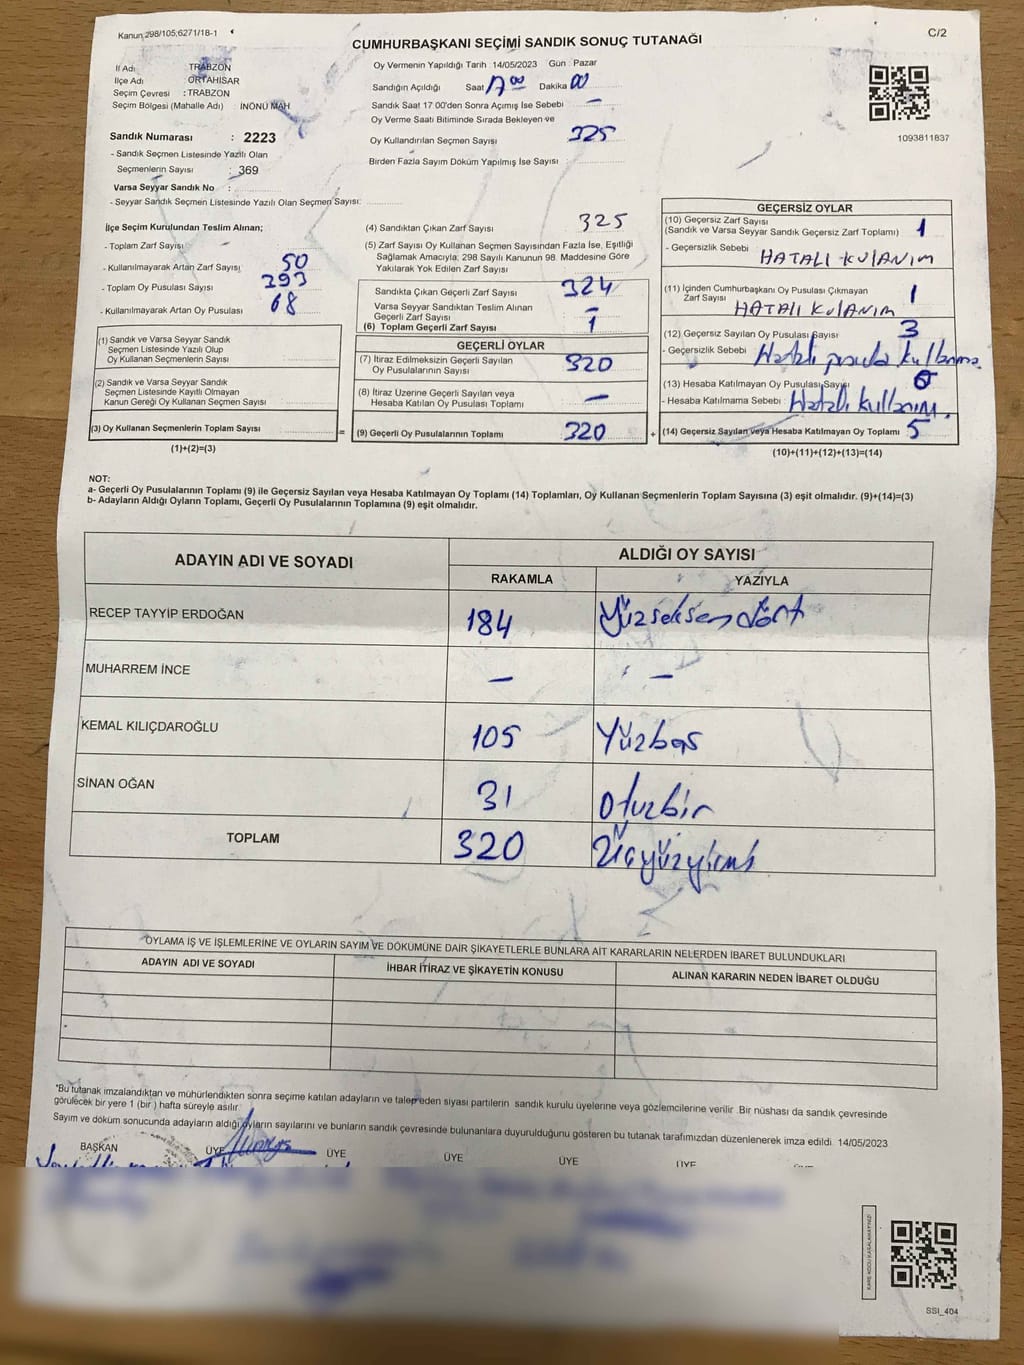 Kanun 298/105;6271/18-1
C/2
CUMHURBAŞKANI SEÇİMİ SANDIK SONUÇ TUTANAĞI
İl Adı : TRABZON
İlçe Adı : ORTAHİSAR
Seçim Çevresi : TRABZON
Seçim Bölgesi (Mahalle Adı) : İNÖNÜ MAH
Sandık Numarası : 2223
- Sandık Seçmen Listesinde Yazılı Olan
Seçmenlerin Sayısı : 369
Varsa Seyyar Sandık No :
- Seyyar Sandık Seçmen Listesinde Yazılı Olan Seçmen Sayısı:
Oy Vermenin Yapıldığı Tarih 14/05/2023 Gün : Pazar
Sandığın Açıldığı Saat 17 00 Dakika 00
Sandık Saat 17 00'den Sonra Açımış İse Sebebi –
Oy Verme Saati Bitiminde Sırada Bekleyen ve
Oy Kullandırılan Seçmen Sayısı 325
Birden Fazla Sayım Döküm Yapılmış İse Sayısı
1093811837
İlçe Seçim Kurulundan Teslim Alınan;
- Toplam Zarf Sayısı
- Kullanılmayarak Artan Zarf Sayısı 50
- Toplam Oy Pusulası Sayısı 393
- Kullanılmayarak Artan Oy Pusulası 68
(1) Sandık ve Varsa Seyyar Sandık
Seçmen Listesinde Yazılı Olup
Oy Kullanan Seçmenlerin Sayısı
(2) Sandık ve Varsa Seyyar Sandık
Seçmen Listesinde Kayıtlı Olmayan
Kanun Gereği Oy Kullanan Seçmen Sayısı
(3) Oy Kullanan Seçmenlerin Toplam Sayısı
=
(1)+(2)=(3)
(4) Sandıktan Çıkan Zarf Sayısı 325
(5) Zarf Sayısı Oy Kullanan Seçmen Sayısından Fazla İse, Eşitliği
Sağlamak Amacıyla; 298 Sayılı Kanunun 98. Maddesine Göre
Yakılarak Yok Edilen Zarf Sayısı
Sandıkta Çıkan Geçerli Zarf Sayısı 324
Varsa Seyyar Sandıktan Teslim Alınan
Geçerli Zarf Sayısı –
(6) Toplam Geçerli Zarf Sayısı 1
GEÇERLİ OYLAR
(7) İtiraz Edilmeksizin Geçerli Sayılan
Oy Pusulalarının Sayısı 320
(8) İtiraz Üzerine Geçerli Sayılan veya
Hesaba Katılan Oy Pusulası Toplamı –
(9) Geçerli Oy Pusulalarının Toplamı 320
+
GEÇERSİZ OYLAR
(10) Geçersiz Zarf Sayısı
(Sandık ve Varsa Seyyar Sandık Geçersiz Zarf Toplamı) 1
- Geçersizlik Sebebi HATALI KULANIM
(11) İçinden Cumhurbaşkanı Oy Pusulası Çıkmayan
Zarf Sayısı 1
HATALI KULANIM
(12) Geçersiz Sayılan Oy Pusulası Sayısı 3
- Geçersizlik Sebebi Hatalı pusula kullanma
(13) Hesaba Katılmayan Oy Pusulası Sayısı
- Hesaba Katılmama Sebebi Hatalı kullanım.
(14) Geçersiz Sayılan veya Hesaba Katılmayan Oy Toplamı : 5
(10)+(11)+(12)+(13)=(14)
NOT:
a- Geçerli Oy Pusulalarının Toplamı (9) ile Geçersiz Sayılan veya Hesaba Katılmayan Oy Toplamı (14) Toplamları, Oy Kullanan Seçmenlerin Toplam Sayısına (3) eşit olmalıdır. (9)+(14)=(3)
b- Adayların Aldığı Oyların Toplamı, Geçerli Oy Pusulalarının Toplamına (9) eşit olmalıdır.
ADAYIN ADI VE SOYADI
ALDIĞI OY SAYISI
RAKAMLA
YAZIYLA
RECEP TAYYİP ERDOĞAN 184 Yüzseksen dört
MUHARREM İNCE – –
KEMAL KILIÇDAROĞLU 105 Yüzbeş
SİNAN OĞAN 31 otuzbir
TOPLAM 320 Üçyüzyirmi
OYLAMA İŞ VE İŞLEMLERİNE VE OYLARIN SAYIM VE DÖKÜMÜNE DAİR ŞİKAYETLERLE BUNLARA AİT KARARLARIN NELERDEN İBARET BULUNDUKLARI
ADAYIN ADI VE SOYADI
İHBAR İTİRAZ VE ŞİKAYETİN KONUSU
ALINAN KARARIN NEDEN İBARET OLDUĞU
*Bu tutanak imzalandıktan ve mühürlendikten sonra seçime katılan adayların ve talep eden siyasi partilerin sandık kurulu üyelerine veya gözlemcilerine verilir .Bir nüshası da sandık çevresinde
görülecek bir yere 1 (bir ) hafta süreyle asılır.
Sayım ve döküm sonucunda adayların aldığı oyların sayılarını ve bunların sandık çevresinde bulunanlara duyurulduğunu gösteren bu tutanak tarafımızdan düzenlenerek imza edildi. 14/05/2023
BAŞKAN ÜYE ÜYE ÜYE ÜYE ÜYE
SSI_404